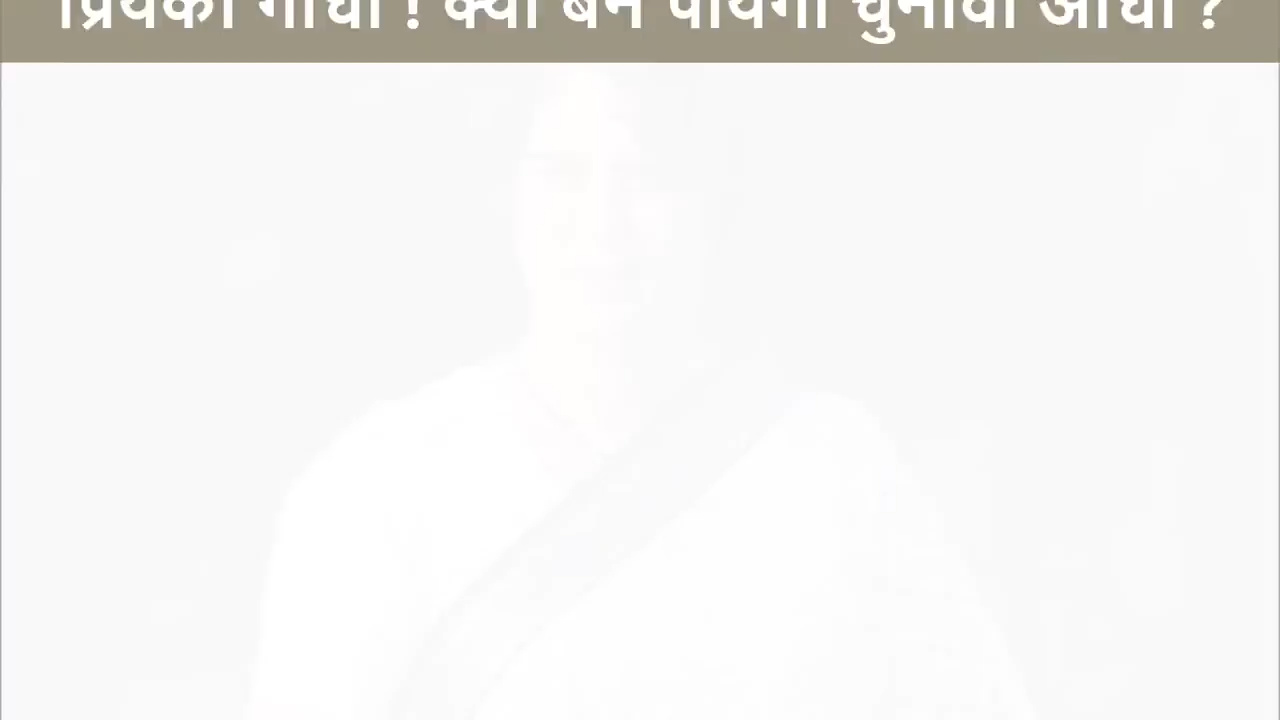 प्रियंका गाँधी ! क्या बन पायेगी चुनावी आंधी ?